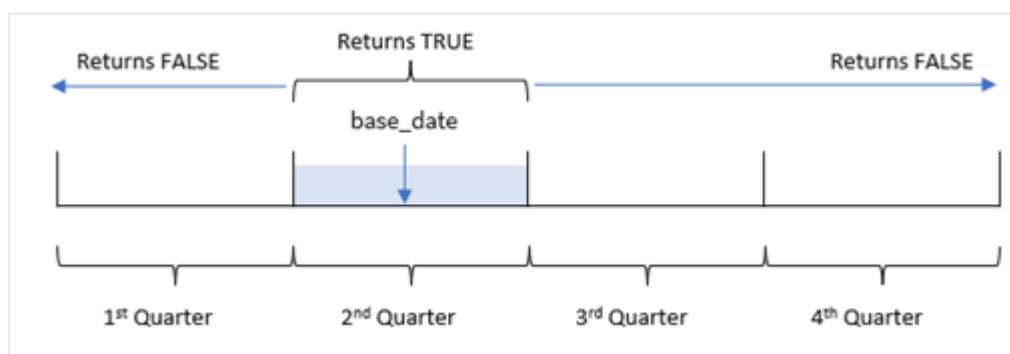 Returns TRUE
Returns FALSE
Returns FALSE
base_date
1st Quarter
2nd Quarter
3rd Quarter
4th Quarter